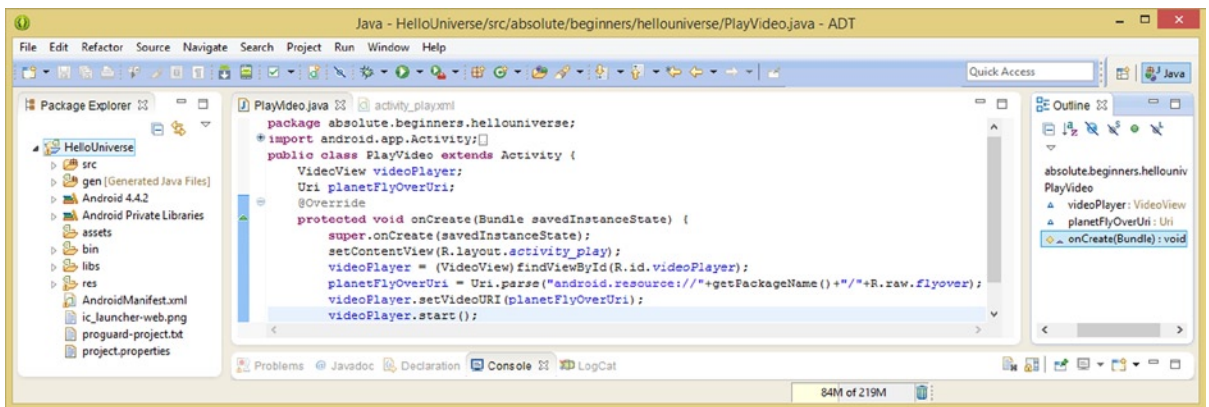 Java - HelloUniverse/src/absolute/beginners/hellouniverse/PlayVideo.java - ADT
File Edit Refactor Source Navigate Search Project Run Window Help
Quick Access
Java
Package Explorer
HelloUniverse
src
gen [Generated Java Files]
Android 4.4.2
Android Private Libraries
assets
bin
libs
res
AndroidManifest.xml
ic_launcher-web.png
proguard-project.txt
project.properties
PlayVideo.java activity_play.xml
package absolute.beginners.hellouniverse;
import android.app.Activity;
public class PlayVideo extends Activity {
VideoView videoPlayer;
Uri planetFlyOverUri;
@Override
protected void onCreate(Bundle savedInstanceState) {
super.onCreate(savedInstanceState);
setContentView(R.layout.activity_play);
videoPlayer = (VideoView)findViewById(R.id.videoPlayer);
planetFlyOverUri = Uri.parse("android.resource://"+getPackageName()+"/"+R.raw.flyover);
videoPlayer.setVideoURI(planetFlyOverUri);
videoPlayer.start();
Outline
absolute.beginners.hellouniv
PlayVideo
videoPlayer : VideoView
planetFlyOverUri : Uri
onCreate(Bundle) : void
Problems Javadoc Declaration Console LogCat
84M of 219M